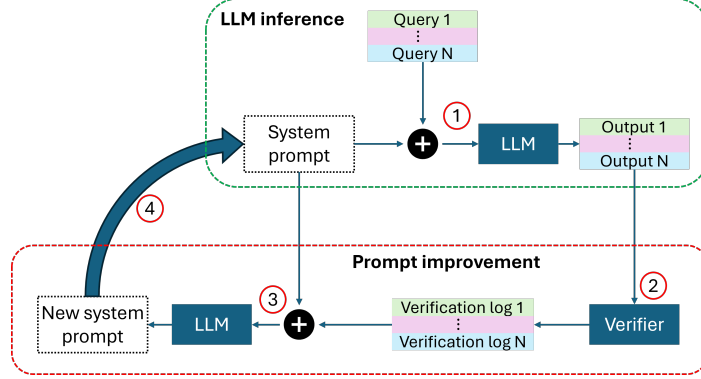 LLM inference
Query 1
⋮
Query N
1
System
prompt
+
LLM
Output 1
⋮
Output N
4
Prompt improvement
2
3
New system
prompt
LLM
+
Verification log 1
⋮
Verification log N
Verifier